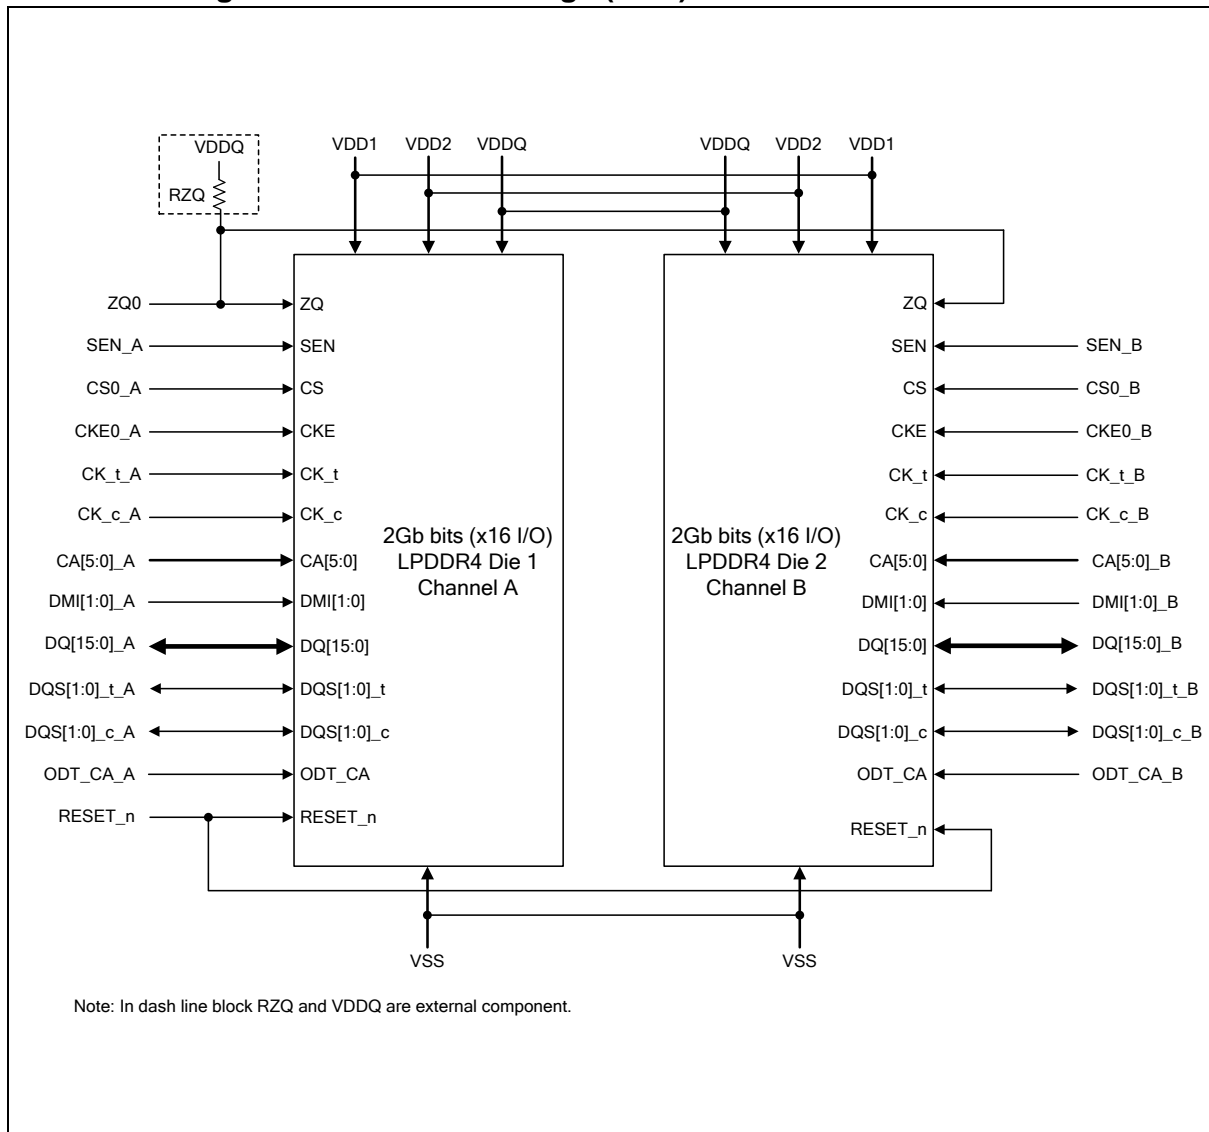 VDDQ
RZQ
VDD1 VDD2 VDDQ
VDDQ VDD2 VDD1
ZQ0 ZQ
SEN_A SEN
CS0_A CS
CKE0_A CKE
CK_t_A CK_t
CK_c_A CK_c
CA[5:0]_A CA[5:0]
DMI[1:0]_A DMI[1:0]
DQ[15:0]_A DQ[15:0]
DQS[1:0]_t_A DQS[1:0]_t
DQS[1:0]_c_A DQS[1:0]_c
ODT_CA_A ODT_CA
RESET_n RESET_n
2Gb bits (x16 I/O)
LPDDR4 Die 1
Channel A
2Gb bits (x16 I/O)
LPDDR4 Die 2
Channel B
ZQ
SEN SEN_B
CS CS0_B
CKE CKE0_B
CK_t CK_t_B
CK_c CK_c_B
CA[5:0] CA[5:0]_B
DMI[1:0] DMI[1:0]_B
DQ[15:0] DQ[15:0]_B
DQS[1:0]_t DQS[1:0]_t_B
DQS[1:0]_c DQS[1:0]_c_B
ODT_CA ODT_CA_B
RESET_n
VSS
VSS
Note: In dash line block RZQ and VDDQ are external component.